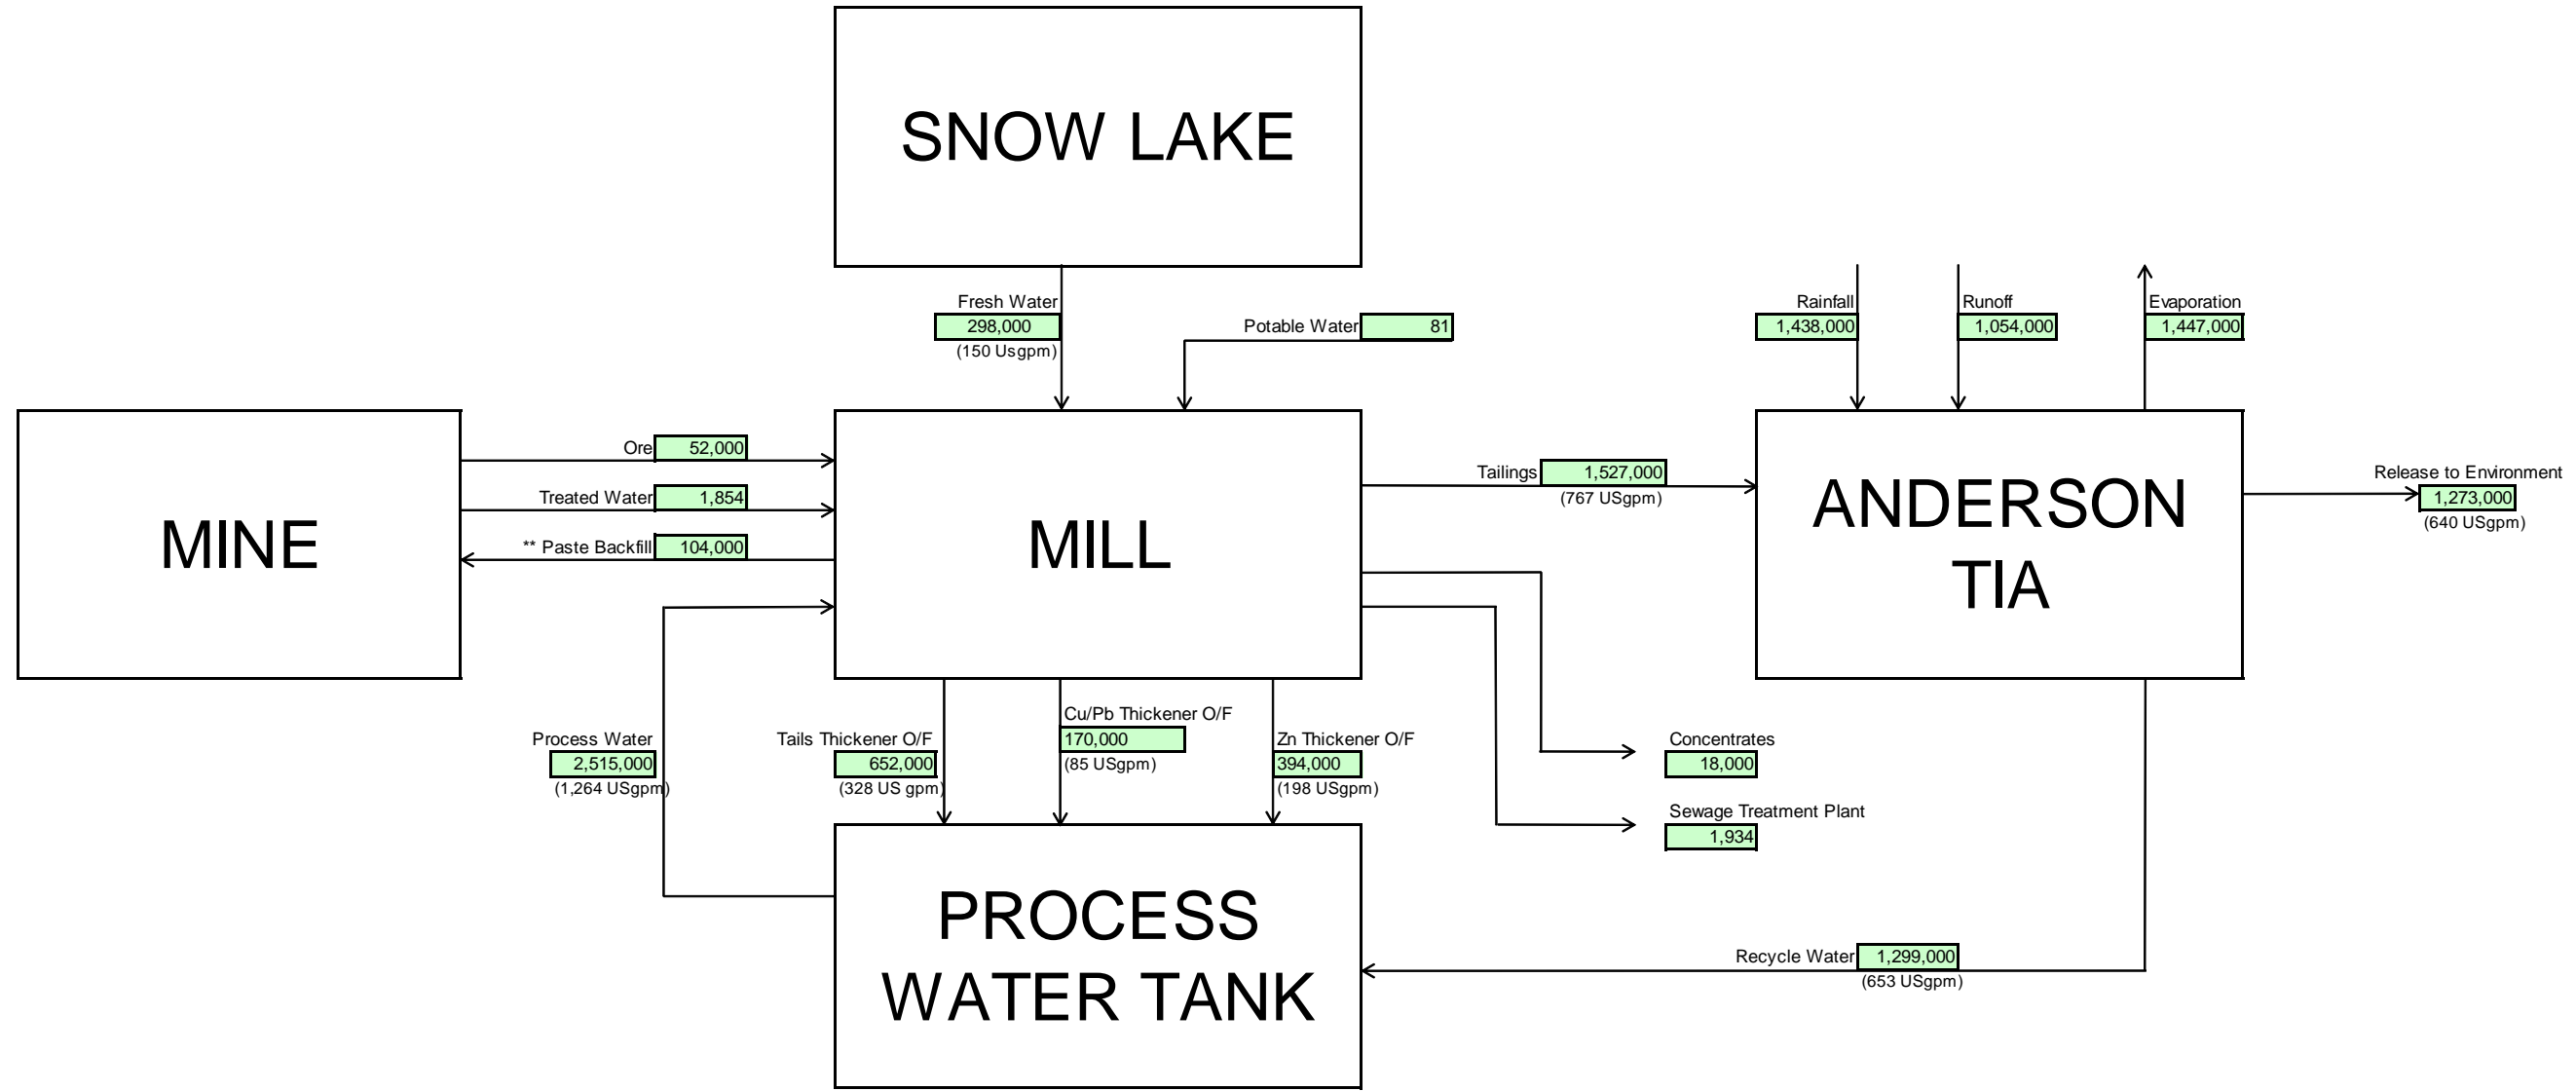 SNOW LAKE
Fresh Water
298,000
(150 Usgpm)
Potable Water
81
Rainfall
1,438,000
Runoff
1,054,000
Evaporation
1,447,000
MINE
Ore
52,000
Treated Water
1,854
** Paste Backfill
104,000
MILL
Tailings
1,527,000
(767 USgpm)
ANDERSON
TIA
Release to Environment
1,273,000
(640 USgpm)
Process Water
2,515,000
(1,264 USgpm)
Tails Thickener O/F
652,000
(328 US gpm)
Cu/Pb Thickener O/F
170,000
(85 USgpm)
Zn Thickener O/F
394,000
(198 USgpm)
Concentrates
18,000
Sewage Treatment Plant
1,934
PROCESS
WATER TANK
Recycle Water
1,299,000
(653 USgpm)